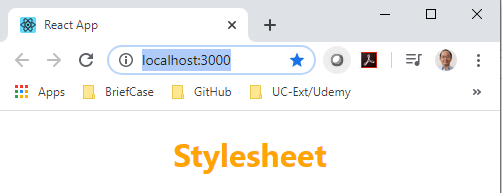 React App
localhost:3000
Apps BriefCase GitHub UC-Ext/Udemy »
Stylesheet